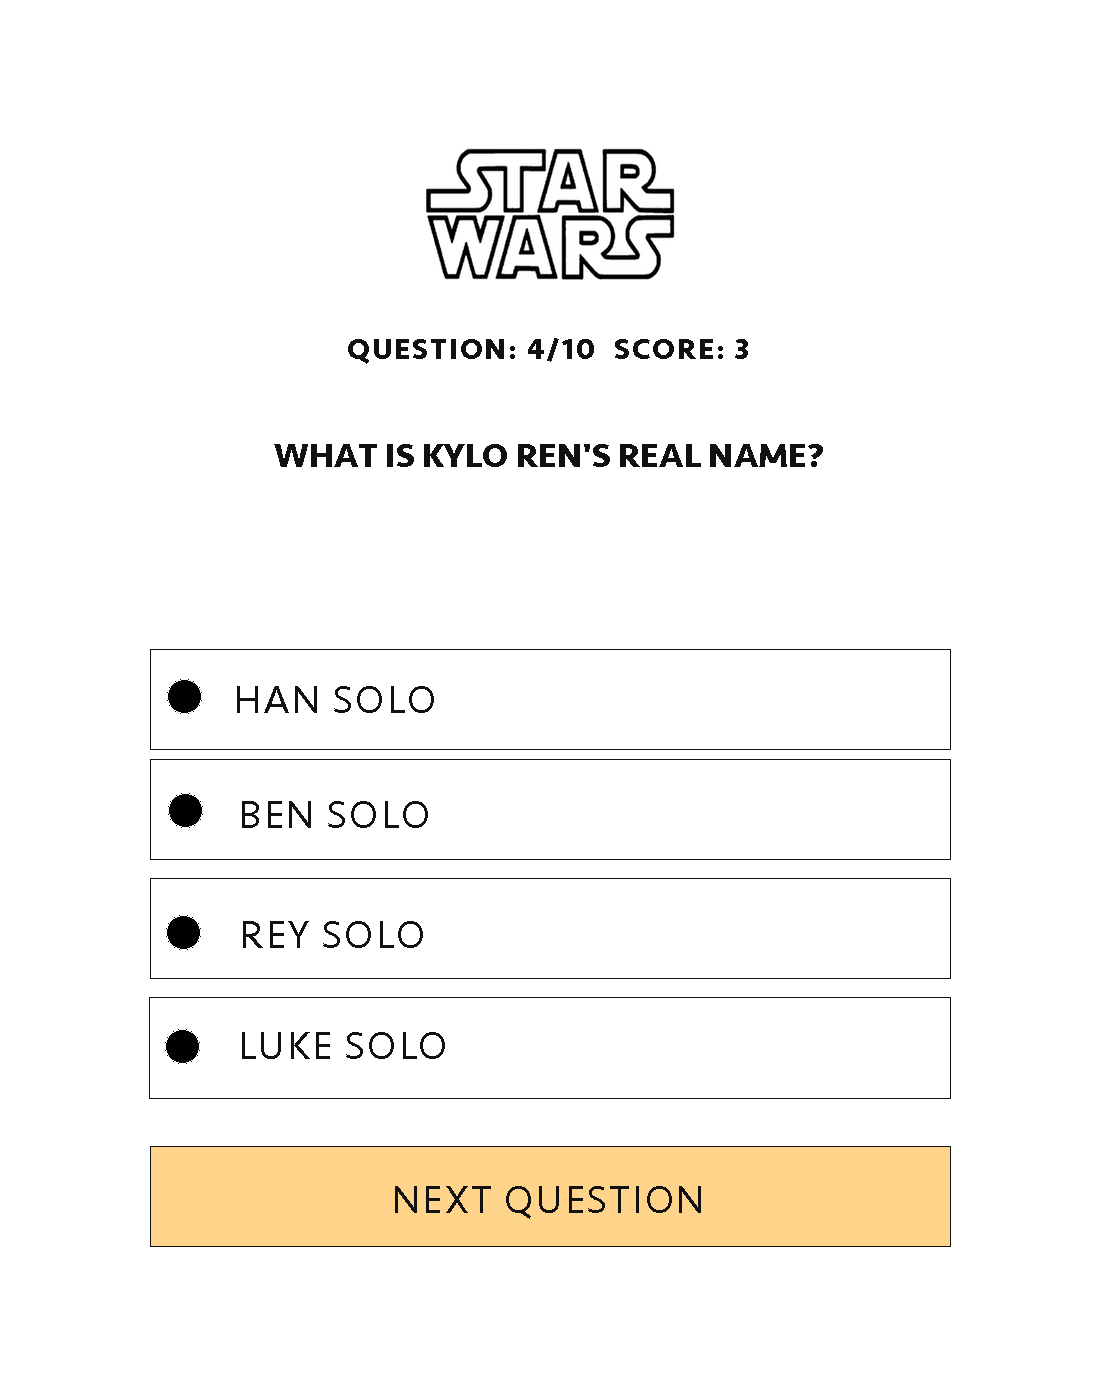 STAR
WARS
QUESTION: 4/10 SCORE: 3
WHAT IS KYLO REN'S REAL NAME?
HAN SOLO
BEN SOLO
REY SOLO
LUKE SOLO
NEXT QUESTION